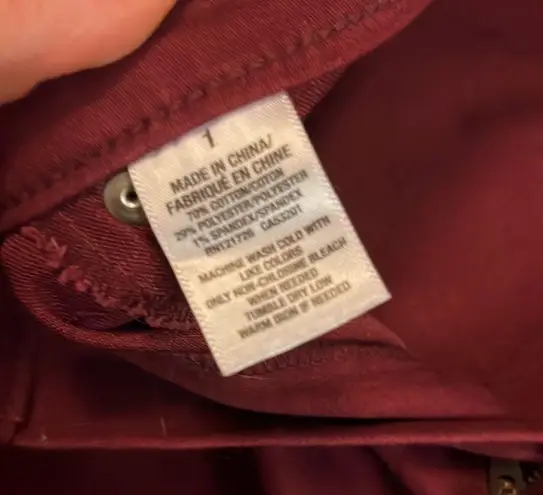 1
MADE IN CHINA/
FABRIQUÉ EN CHINE
70% COTTON/COTON
29% POLYESTER/POLYESTER
1% SPANDEX/SPANDEX
RN121726 CA53201
MACHINE WASH COLD WITH
LIKE COLORS
ONLY NON-CHLORINE BLEACH
WHEN NEEDED
TUMBLE DRY LOW
WARM IRON IF NEEDED